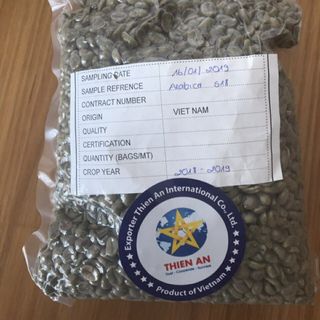 SAMPLING DATE 16/01/2019
SAMPLE REFRENCE Arabica S18
CONTRACT NUMBER
ORIGIN VIET NAM
QUALITY
CERTIFICATION
QUANTITY (BAGS/MT)
CROP YEAR 2018 - 2019
Exporter Thien An International Co., Ltd.
THIEN AN
Product of Vietnam